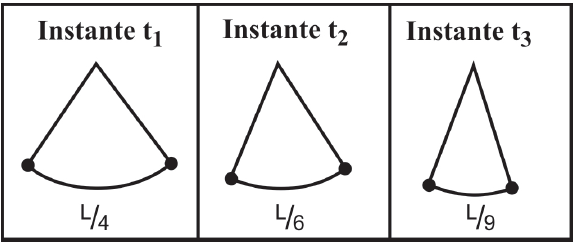 Instante t₁
Instante t₂
Instante t₃
L/4
L/6
L/9